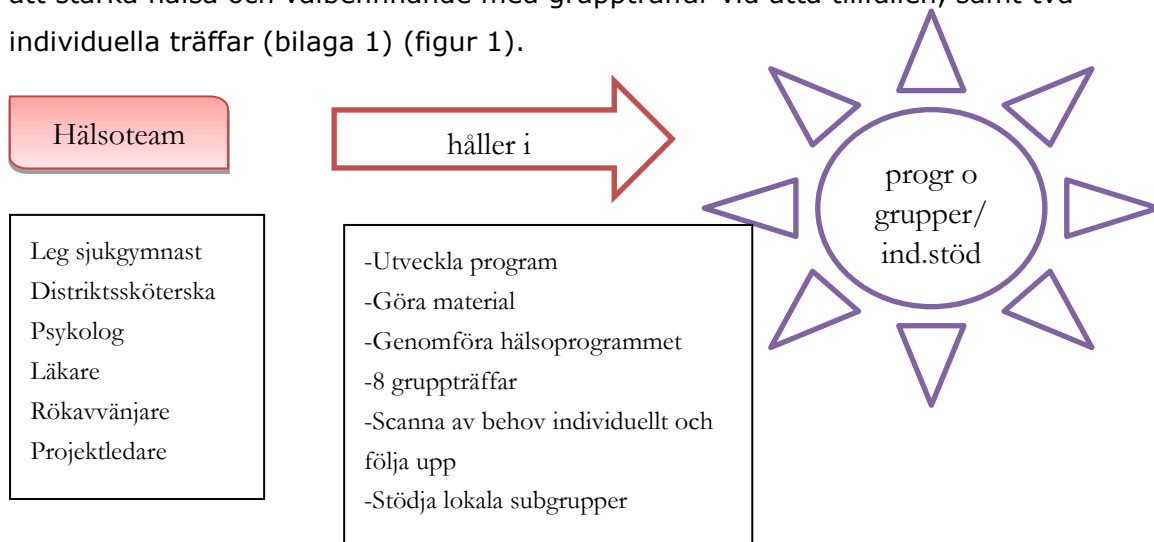 att stärka hälsa och välbefinnande med gruppträffar vid åtta tillfällen, samt två
individuella träffar (bilaga 1) (figur 1).
Hälsoteam
håller i
progr o
grupper/
ind.stöd
Leg sjukgymnast
Distriktssköterska
Psykolog
Läkare
Rökavvänjare
Projektledare
-Utveckla program
-Göra material
-Genomföra hälsoprogrammet
-8 gruppträffar
-Scanna av behov individuellt och
följa upp
-Stödja lokala subgrupper